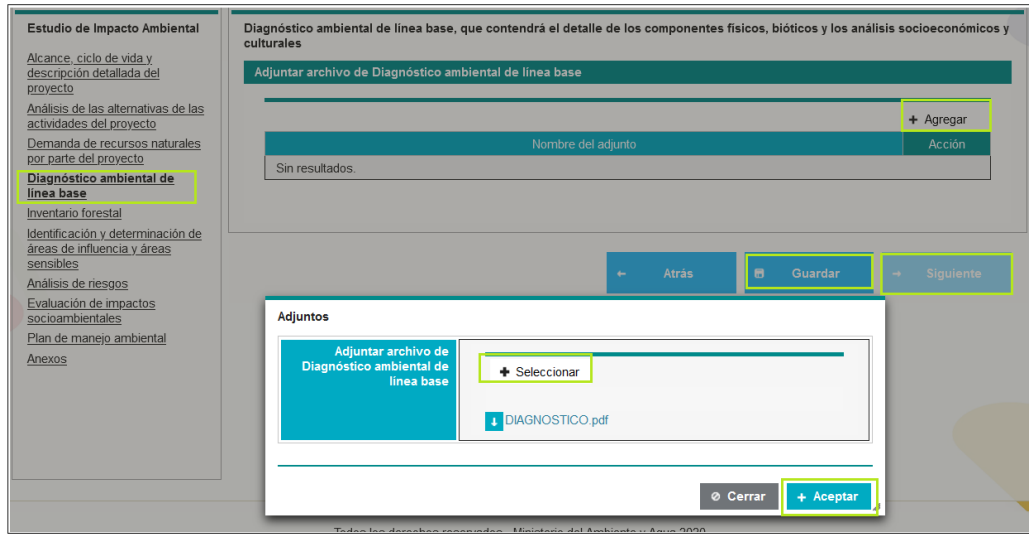 Estudio de Impacto Ambiental
Alcance, ciclo de vida y
descripción detallada del
proyecto
Análisis de las alternativas de las
actividades del proyecto
Demanda de recursos naturales
por parte del proyecto
Diagnóstico ambiental de
línea base
Inventario forestal
Identificación y determinación de
áreas de influencia y áreas
sensibles
Análisis de riesgos
Evaluación de impactos
socioambientales
Plan de manejo ambiental
Anexos
Diagnóstico ambiental de línea base, que contendrá el detalle de los componentes físicos, bióticos y los análisis socioeconómicos y
culturales
Adjuntar archivo de Diagnóstico ambiental de línea base
+ Agregar
Nombre del adjunto Acción
Sin resultados.
← Atrás Guardar → Siguiente
Adjuntos
Adjuntar archivo de
Diagnóstico ambiental de
línea base
+ Seleccionar
DIAGNOSTICO.pdf
Cerrar + Aceptar
Todos los derechos reservados - Ministerio del Ambiente y Agua 2020